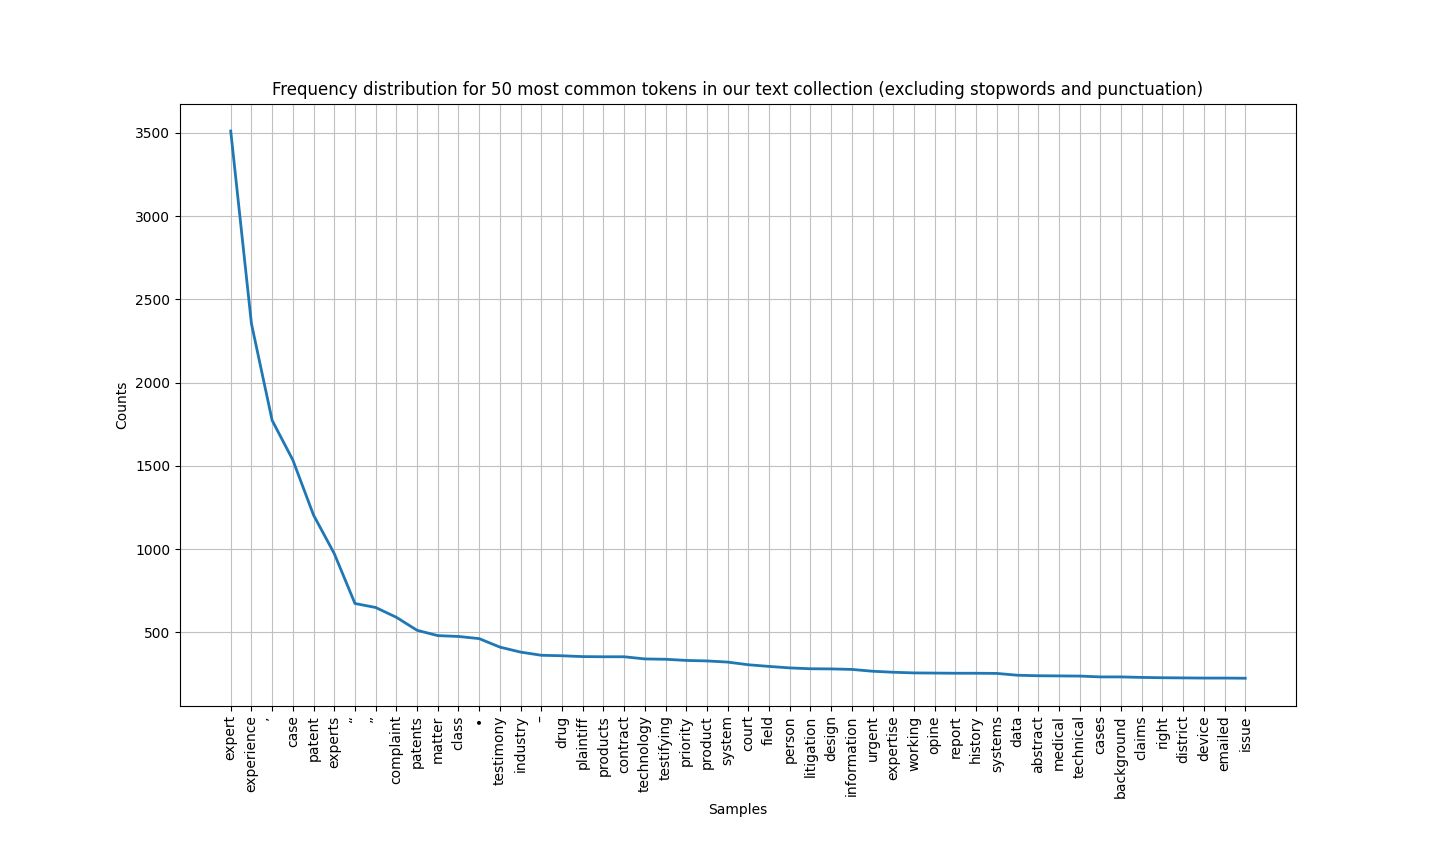 Frequency distribution for 50 most common tokens in our text collection (excluding stopwords and punctuation)
3500
3000
2500
2000
1500
1000
500
Counts
expert
experience
’
case
patent
experts
“
”
complaint
patents
matter
class
•
testimony
industry
–
drug
plaintiff
products
contract
technology
testifying
priority
product
system
court
field
person
litigation
design
information
urgent
expertise
working
opine
report
history
systems
data
abstract
medical
technical
cases
background
claims
right
district
device
emailed
issue
Samples